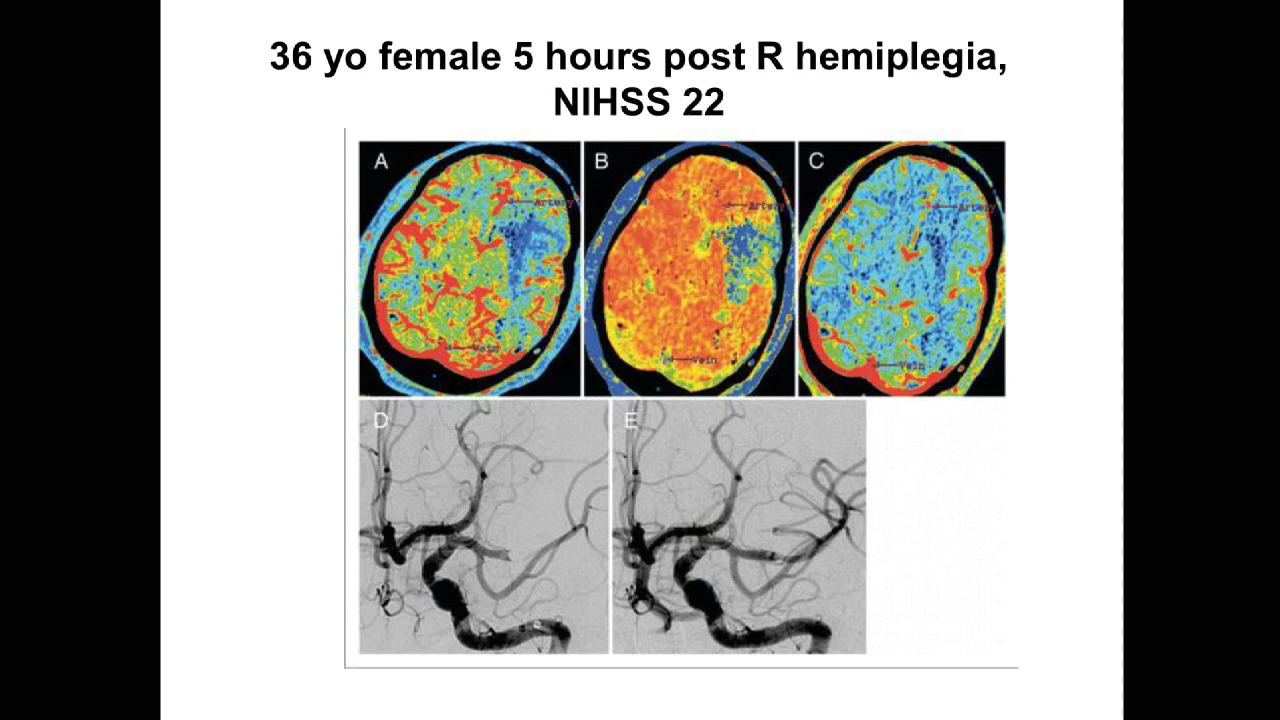 36 yo female 5 hours post R hemiplegia,
NIHSS 22
A
Artery
Vein
B
Artery
Vein
C
Artery
Vein
D
E